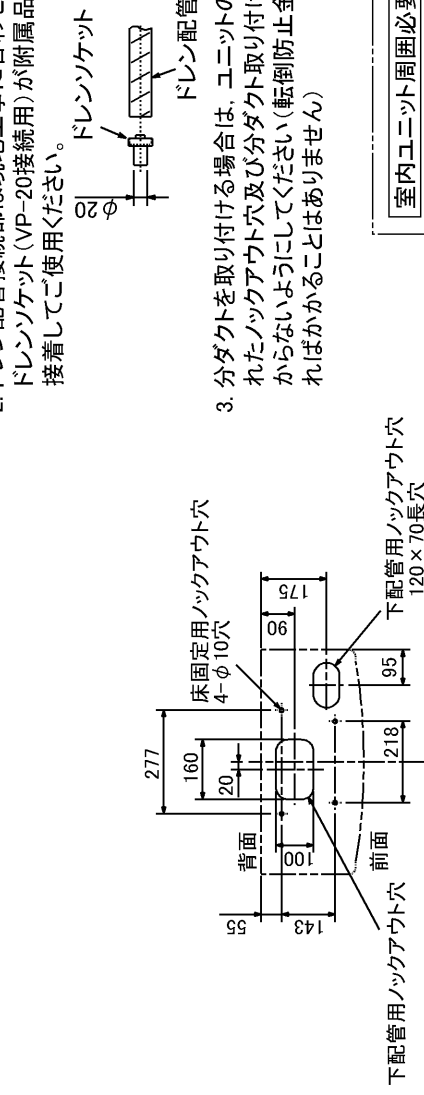 ドレンソケット（VP-20接続用）が附属品
接着してご使用ください。
ドレンソケット
ドレン配管
φ20
3. 分ダクトを取り付ける場合は，ユニットの
れたノックアウト穴及び分ダクト取り付け
からないようにしてください（転倒防止金
ればかかることはありません）
室内ユニット周囲必要
床固定用ノックアウト穴
4-φ10穴
277
160
20
背面
前面
100
55
143
90
175
218
95
下配管用ノックアウト穴
下配管用ノックアウト穴
120×70長穴